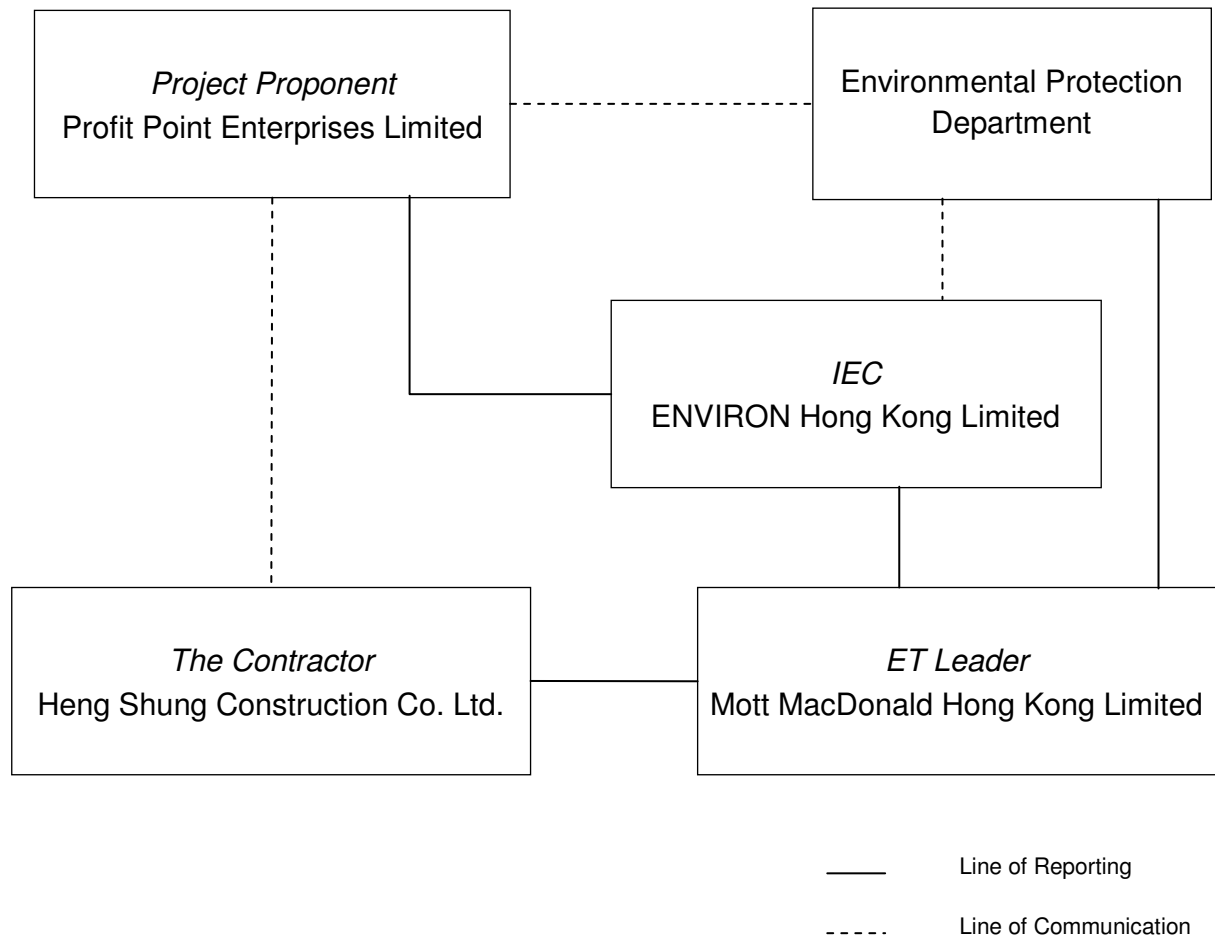 Project Proponent
Profit Point Enterprises Limited
Environmental Protection
Department
IEC
ENVIRON Hong Kong Limited
The Contractor
Heng Shung Construction Co. Ltd.
ET Leader
Mott MacDonald Hong Kong Limited
Line of Reporting
Line of Communication